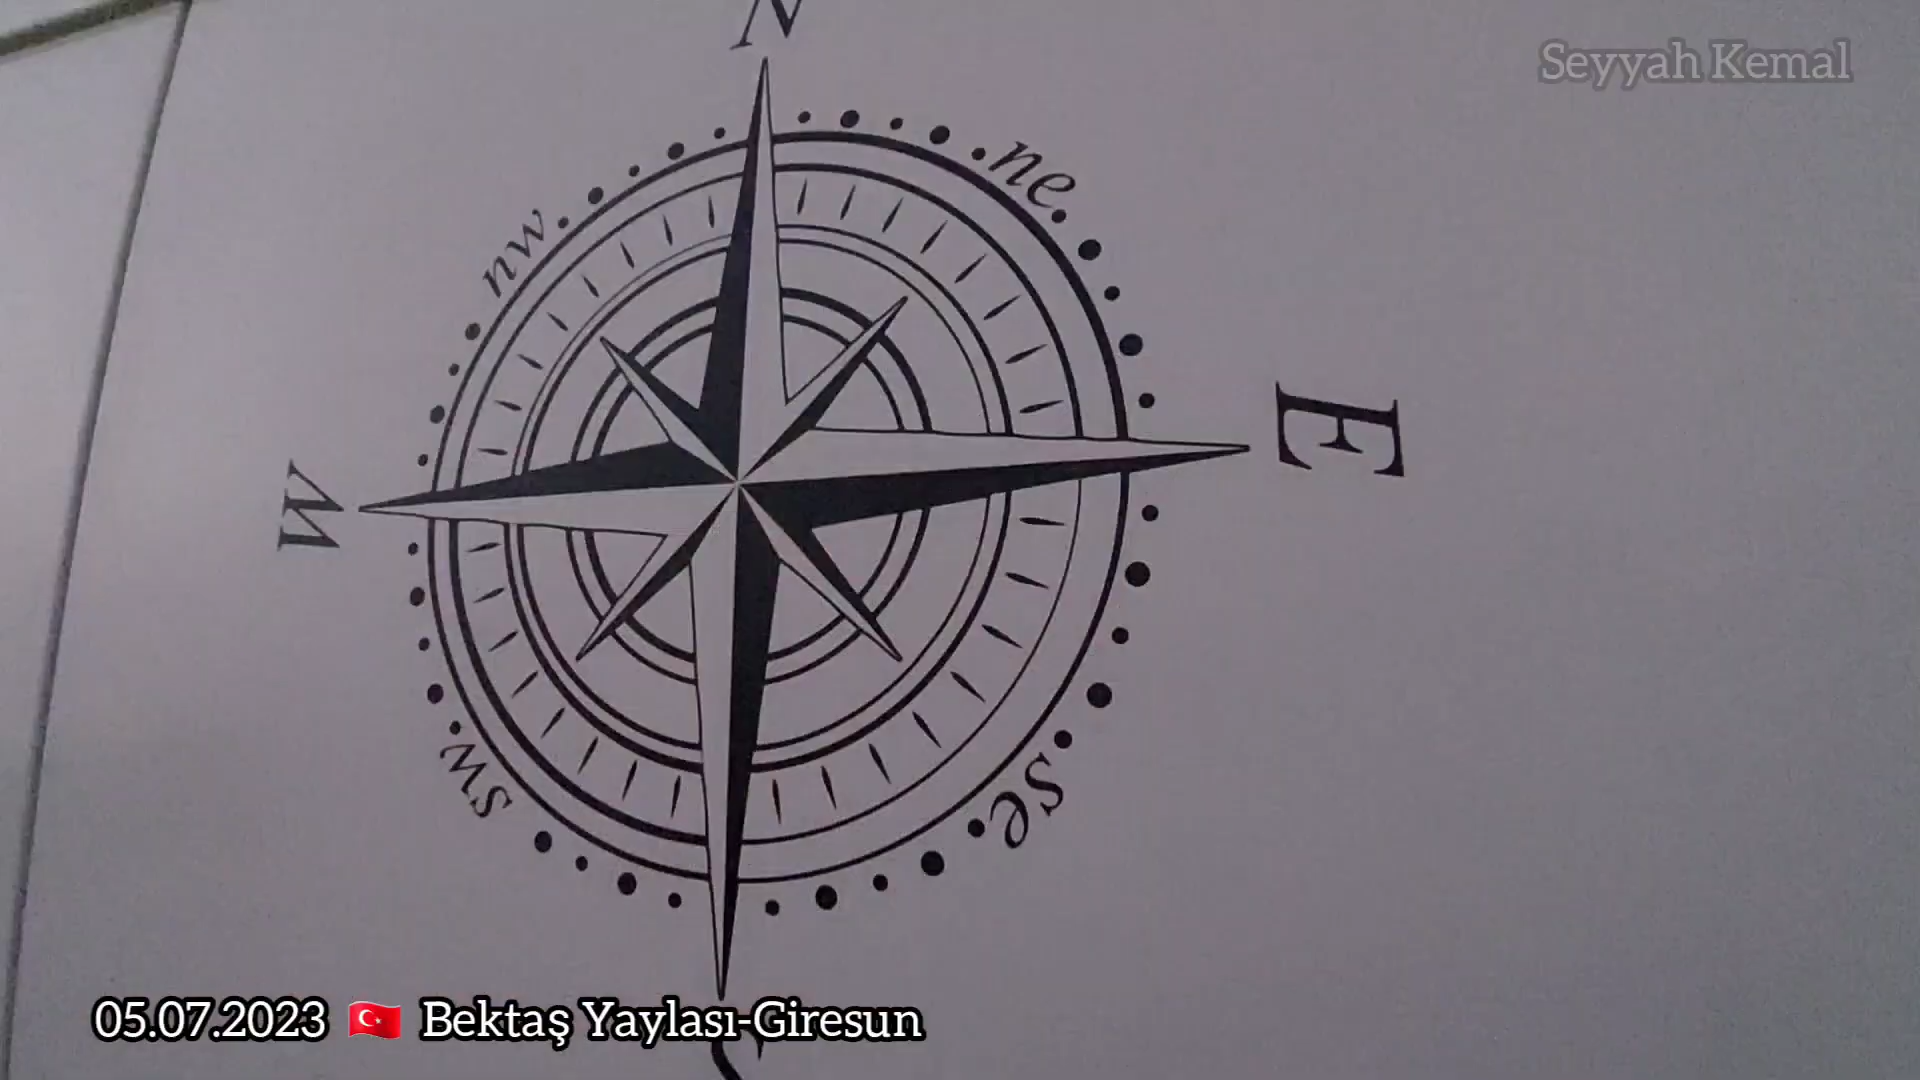 Seyyah Kemal
N
nw
ne
W
E
sw
se
S
05.07.2023 🇹🇷 Bektaş Yaylası-Giresun